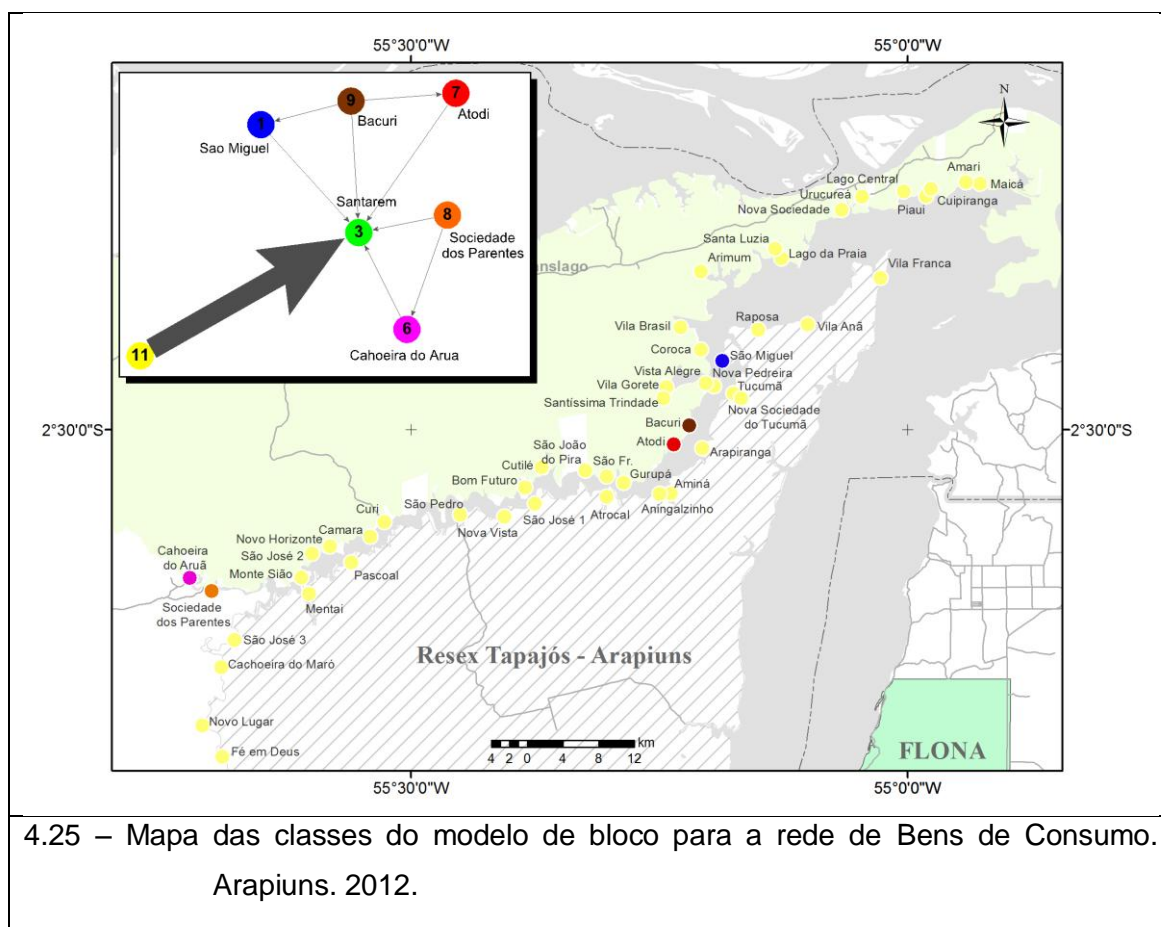 55°30'0"W
55°0'0"W
9
7
Bacuri
Atodi
1
Sao Miguel
Santarem
3
8
Sociedade
dos Parentes
6
Cahoeira do Arua
11
N
Amari
Lago Central
Maicá
Urucureá
Cuipiranga
Nova Sociedade
Piaui
Santa Luzia
Lago da Praia
Arimum
anslago
Vila Franca
Raposa
Vila Brasil
Vila Anã
Coroca
São Miguel
Vista Alegre
Nova Pedreira
Vila Gorete
Tucumã
Santíssima Trindade
Nova Sociedade
do Tucumã
2°30'0"S
2°30'0"S
Bacuri
Atodi
Arapiranga
São João
do Pira
Cutilé
São Fr.
Gurupá
Bom Futuro
Aminá
São Pedro
Aningalzinho
Atrocal
São José 1
Nova Vista
Curi
Camara
Novo Horizonte
São José 2
Cahoeira
do Aruã
Monte Sião
Pascoal
Sociedade
dos Parentes
Mentai
São José 3
Resex Tapajós - Arapiuns
Cachoeira do Maró
Novo Lugar
Fé em Deus
km
4 2 0 4 8 12
FLONA
55°30'0"W
55°0'0"W
4.25 – Mapa das classes do modelo de bloco para a rede de Bens de Consumo.
Arapiuns. 2012.